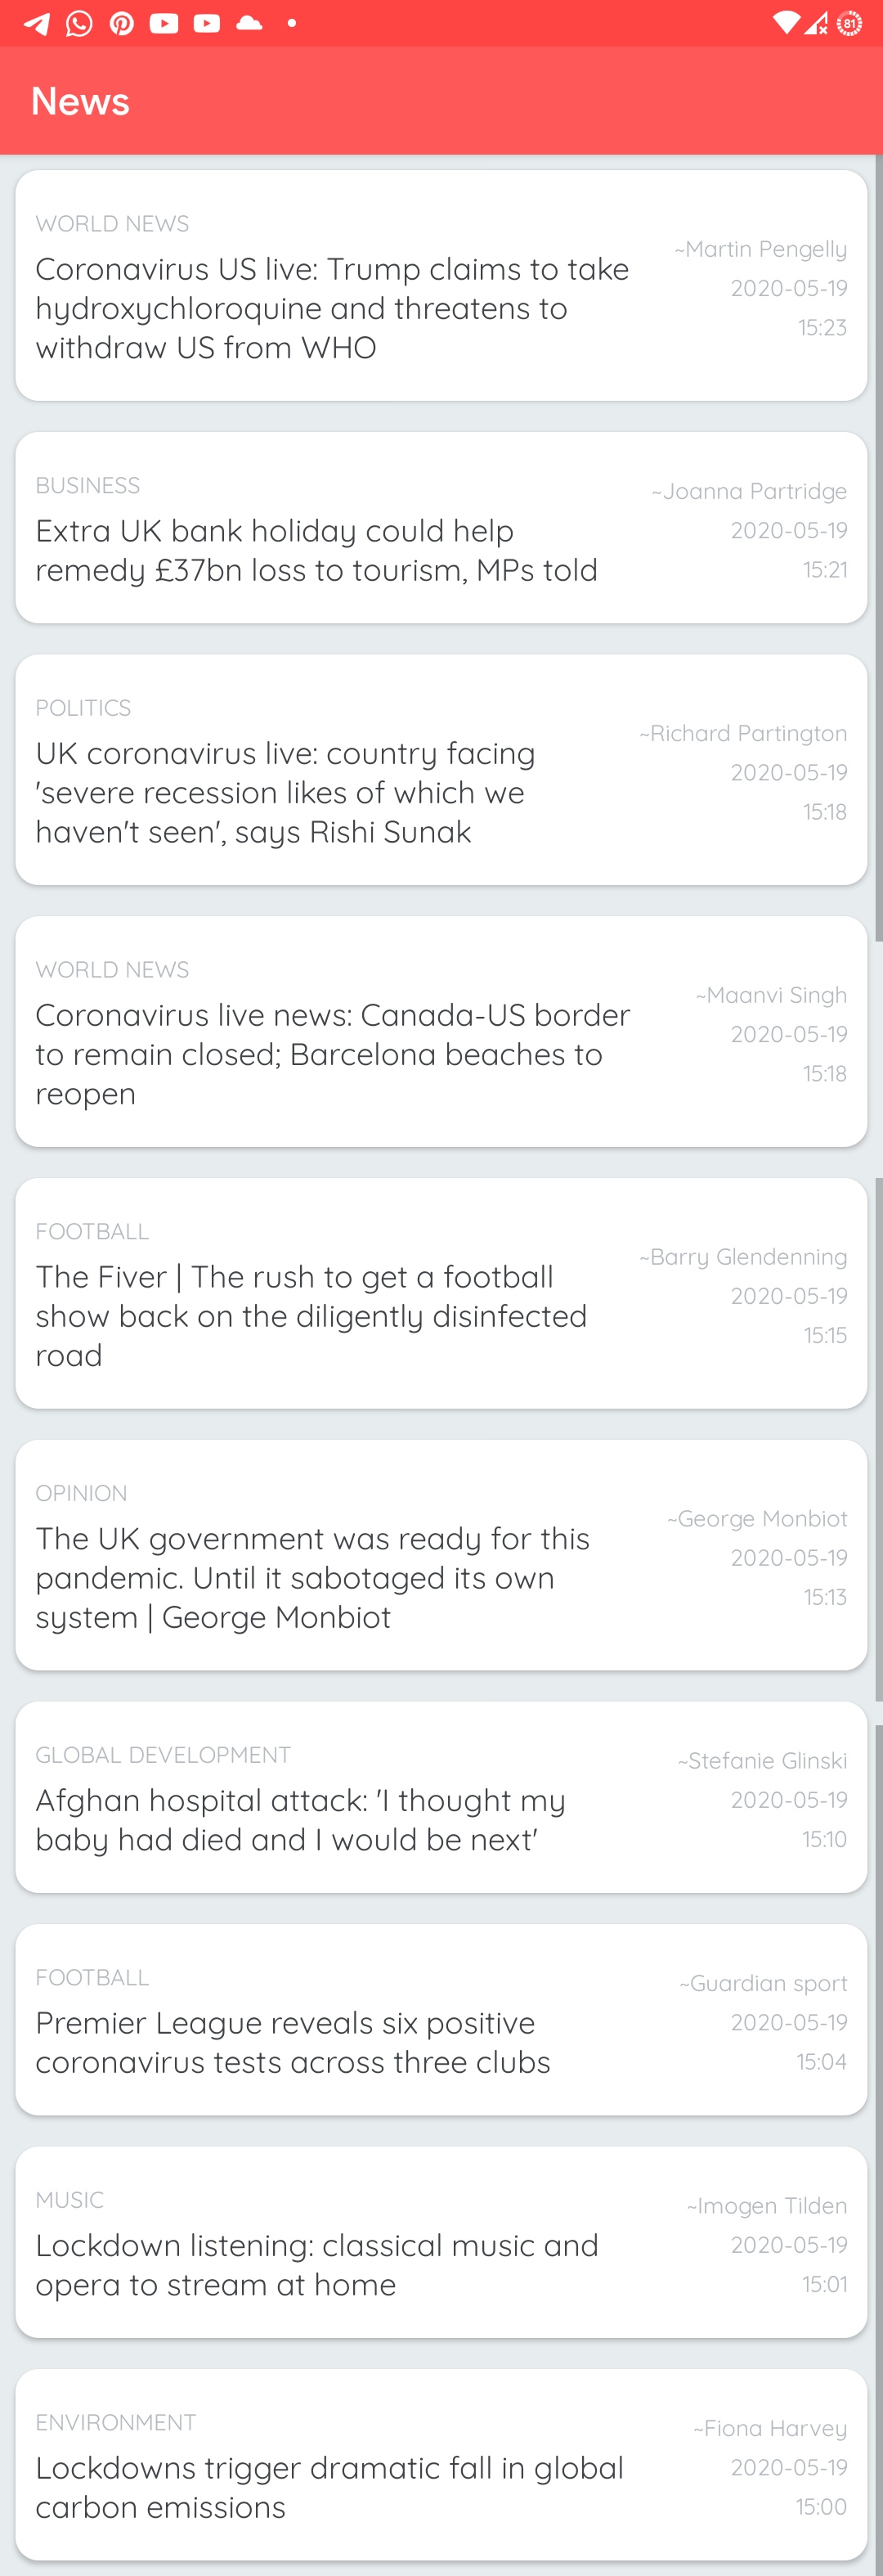 81
News
WORLD NEWS
Coronavirus US live: Trump claims to take
hydroxychloroquine and threatens to
withdraw US from WHO
~Martin Pengelly
2020-05-19
15:23
BUSINESS
Extra UK bank holiday could help
remedy £37bn loss to tourism, MPs told
~Joanna Partridge
2020-05-19
15:21
POLITICS
UK coronavirus live: country facing
'severe recession likes of which we
haven't seen', says Rishi Sunak
~Richard Partington
2020-05-19
15:18
WORLD NEWS
Coronavirus live news: Canada-US border
to remain closed; Barcelona beaches to
reopen
~Maanvi Singh
2020-05-19
15:18
FOOTBALL
The Fiver | The rush to get a football
show back on the diligently disinfected
road
~Barry Glendenning
2020-05-19
15:15
OPINION
The UK government was ready for this
pandemic. Until it sabotaged its own
system | George Monbiot
~George Monbiot
2020-05-19
15:13
GLOBAL DEVELOPMENT
Afghan hospital attack: 'I thought my
baby had died and I would be next'
~Stefanie Glinski
2020-05-19
15:10
FOOTBALL
Premier League reveals six positive
coronavirus tests across three clubs
~Guardian sport
2020-05-19
15:04
MUSIC
Lockdown listening: classical music and
opera to stream at home
~Imogen Tilden
2020-05-19
15:01
ENVIRONMENT
Lockdowns trigger dramatic fall in global
carbon emissions
~Fiona Harvey
2020-05-19
15:00